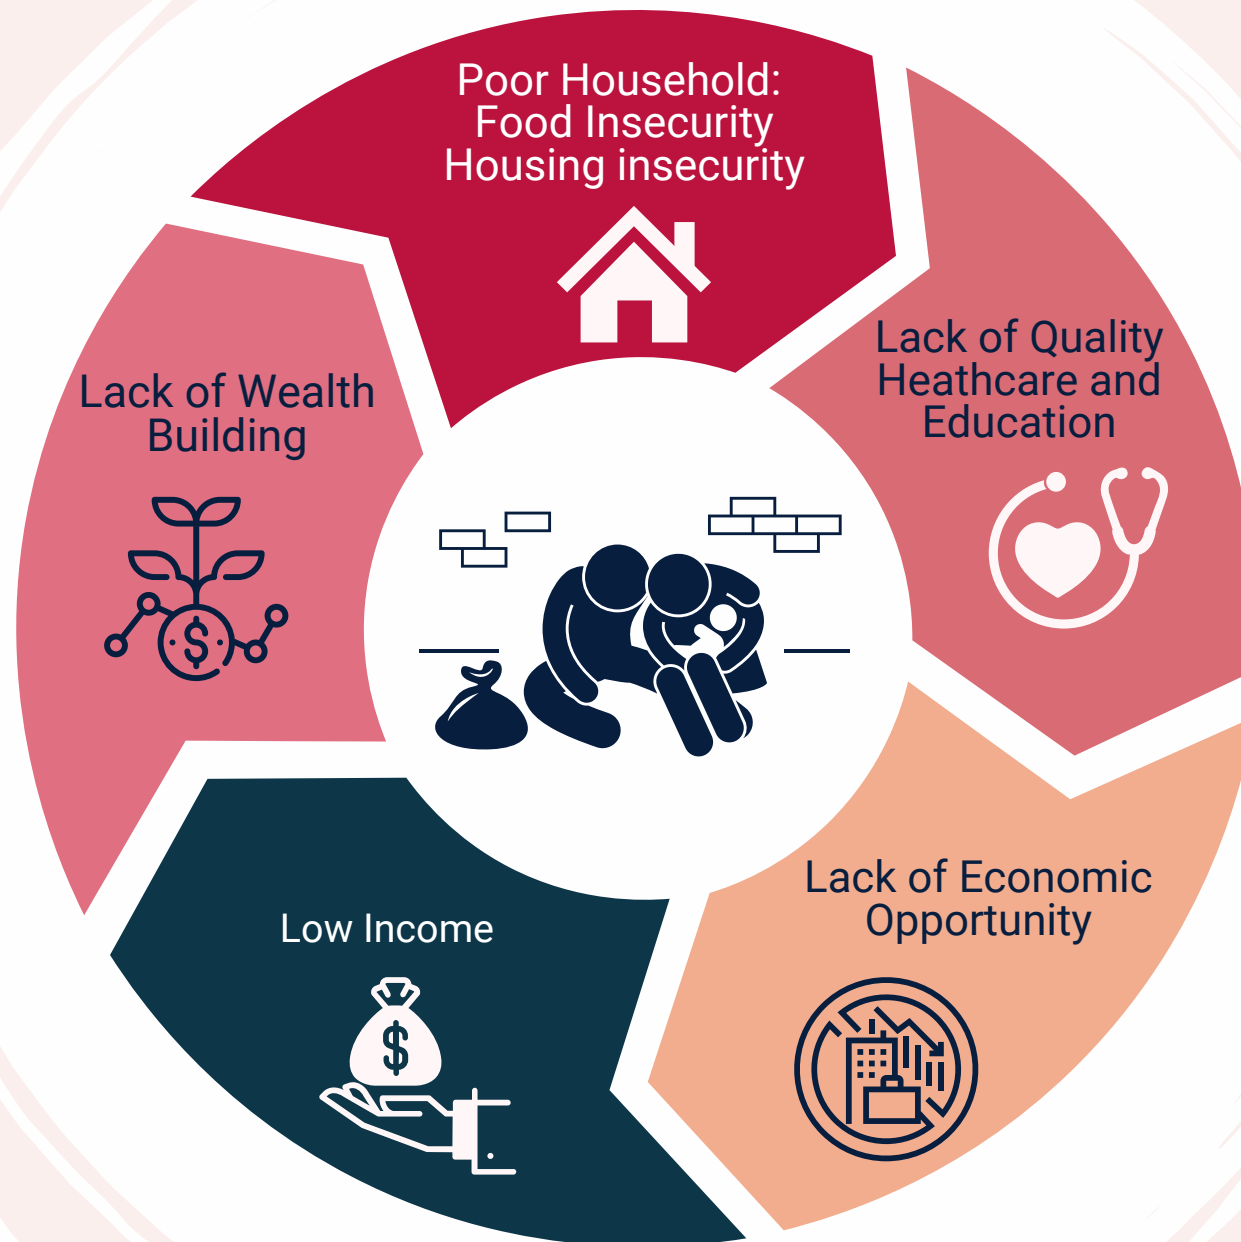 Poor Household:
Food Insecurity
Housing insecurity
Lack of Quality
Heathcare and
Education
Lack of Economic
Opportunity
Low Income
$
Lack of Wealth
Building
$